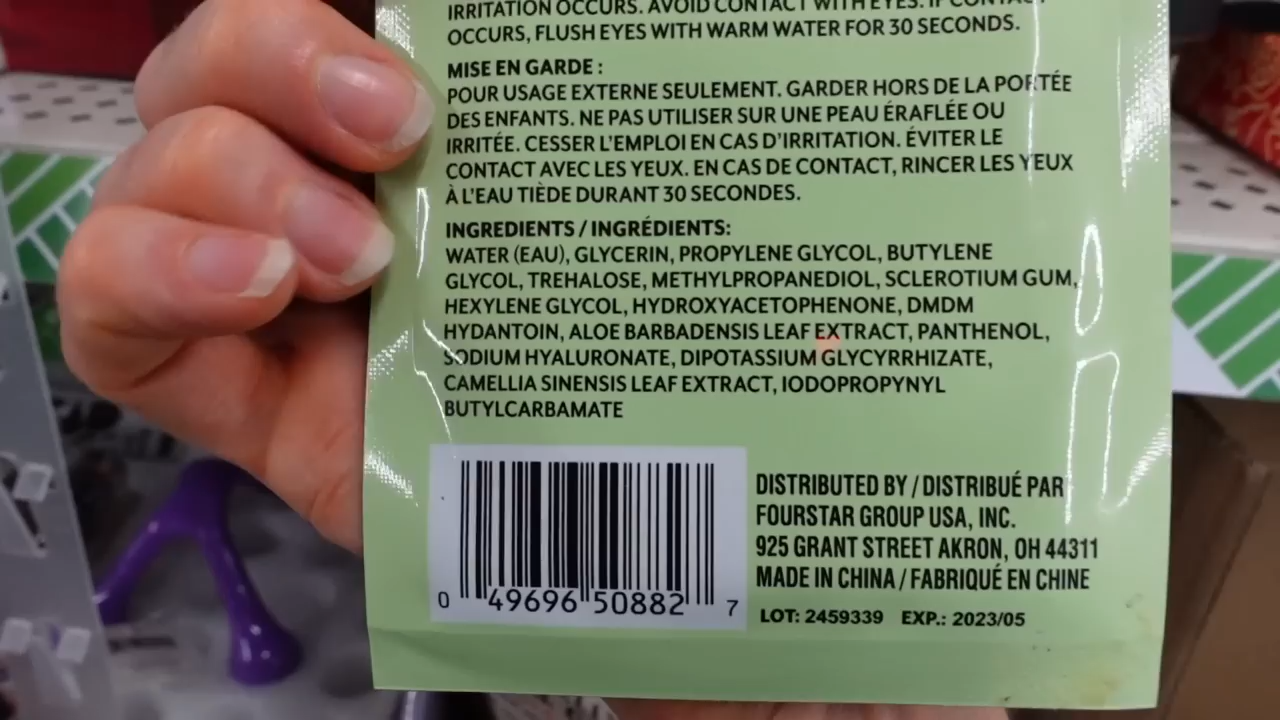 IRRITATION OCCURS. AVOID CONTACT WITH EYES. IF CONTACT
OCCURS, FLUSH EYES WITH WARM WATER FOR 30 SECONDS.
MISE EN GARDE :
POUR USAGE EXTERNE SEULEMENT. GARDER HORS DE LA PORTÉE
DES ENFANTS. NE PAS UTILISER SUR UNE PEAU ÉRAFLÉE OU
IRRITÉE. CESSER L'EMPLOI EN CAS D'IRRITATION. ÉVITER LE
CONTACT AVEC LES YEUX. EN CAS DE CONTACT, RINCER LES YEUX
À L'EAU TIÈDE DURANT 30 SECONDES.
INGREDIENTS / INGRÉDIENTS:
WATER (EAU), GLYCERIN, PROPYLENE GLYCOL, BUTYLENE
GLYCOL, TREHALOSE, METHYLPROPANEDIOL, SCLEROTIUM GUM,
HEXYLENE GLYCOL, HYDROXYACETOPHENONE, DMDM
HYDANTOIN, ALOE BARBADENSIS LEAF EXTRACT, PANTHENOL,
SODIUM HYALURONATE, DIPOTASSIUM GLYCYRRHIZATE,
CAMELLIA SINENSIS LEAF EXTRACT, IODOPROPYNYL
BUTYLCARBAMATE
DISTRIBUTED BY / DISTRIBUÉ PAR
FOURSTAR GROUP USA, INC.
925 GRANT STREET AKRON, OH 44311
MADE IN CHINA / FABRIQUÉ EN CHINE
LOT: 2459339 EXP.: 2023/05
0 49696 50882 7